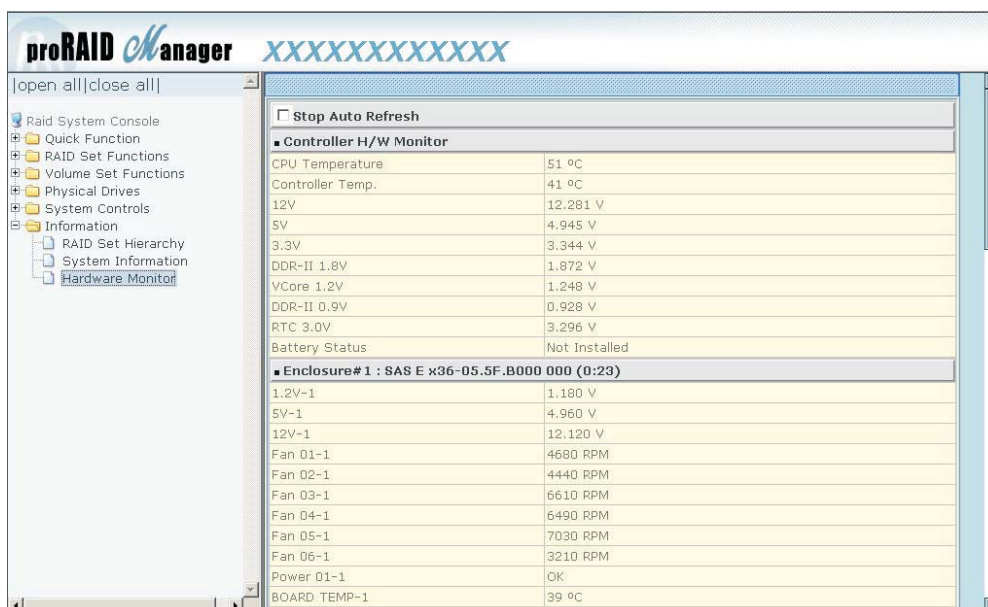 proRAID Manager XXXXXXXXXXXX
|open all|close all|
Raid System Console
Quick Function
RAID Set Functions
Volume Set Functions
Physical Drives
System Controls
Information
RAID Set Hierarchy
System Information
Hardware Monitor
Stop Auto Refresh
Controller H/W Monitor
CPU Temperature 51 ºC
Controller Temp. 41 ºC
12V 12.281 V
5V 4.945 V
3.3V 3.344 V
DDR-II 1.8V 1.872 V
VCore 1.2V 1.248 V
DDR-II 0.9V 0.928 V
RTC 3.0V 3.296 V
Battery Status Not Installed
Enclosure#1 : SAS E x36-05.5F.B000 000 (0:23)
1.2V-1 1.180 V
5V-1 4.960 V
12V-1 12.120 V
Fan 01-1 4680 RPM
Fan 02-1 4440 RPM
Fan 03-1 6610 RPM
Fan 04-1 6490 RPM
Fan 05-1 7030 RPM
Fan 06-1 3210 RPM
Power 01-1 OK
BOARD TEMP-1 39 ºC